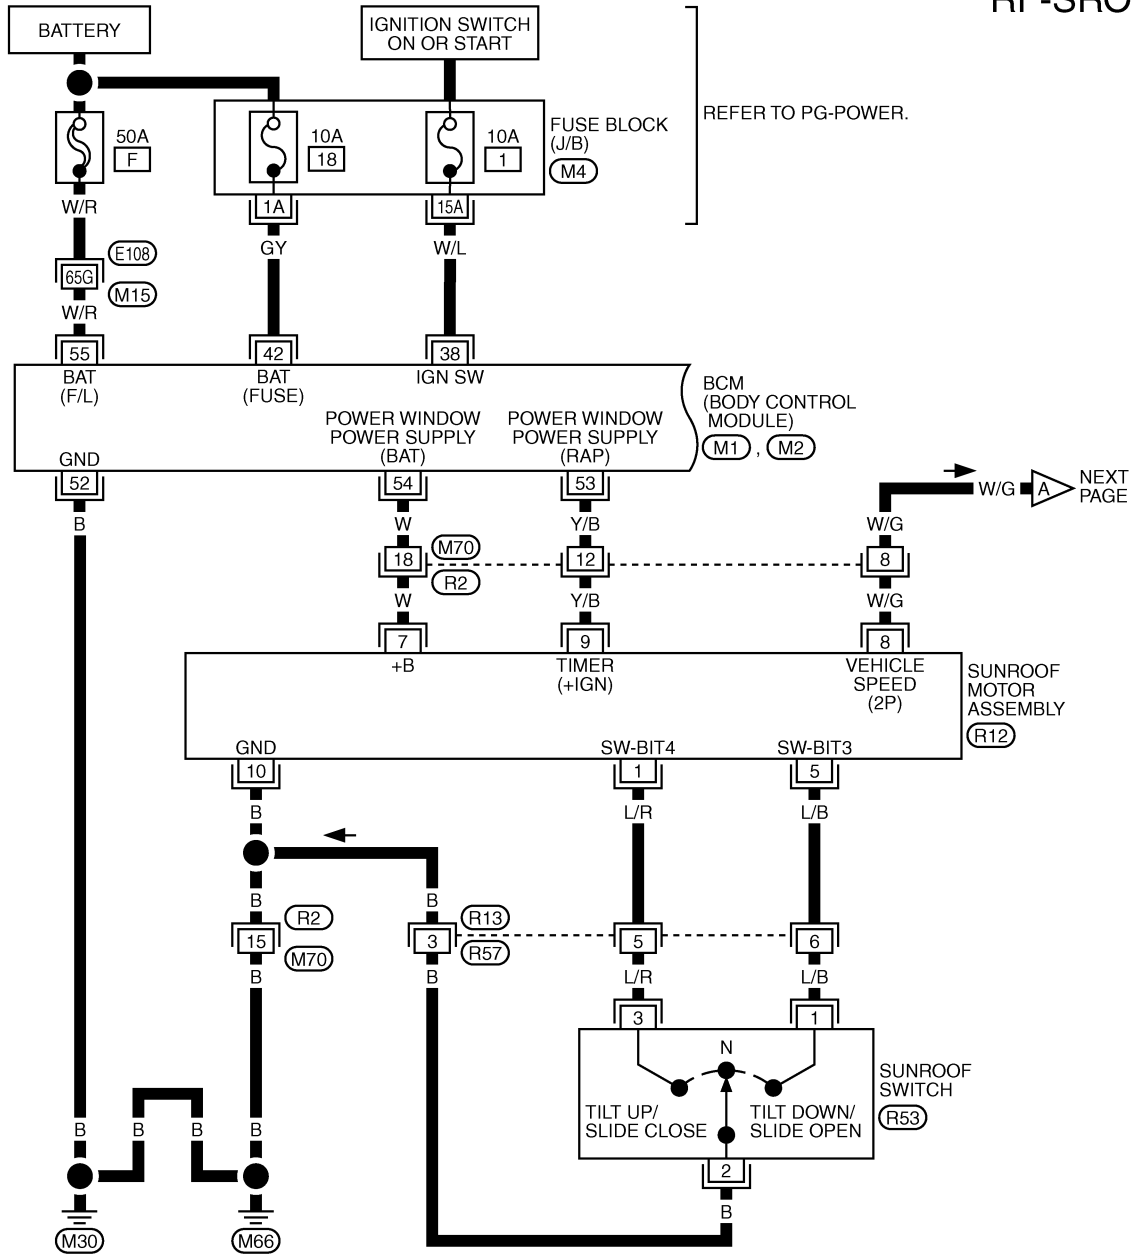 RF-SRO
BATTERY
IGNITION SWITCH
ON OR START
REFER TO PG-POWER.
50A
F
10A
18
10A
1
FUSE BLOCK
(J/B)
M4
1A
15A
W/R
GY
W/L
E108
65G
M15
W/R
55
42
38
BAT
(F/L)
BAT
(FUSE)
IGN SW
BCM
(BODY CONTROL
MODULE)
M1 , M2
POWER WINDOW
POWER SUPPLY
(BAT)
POWER WINDOW
POWER SUPPLY
(RAP)
GND
52
54
53
W/G
A
NEXT
PAGE
B
W
Y/B
W/G
18
M70
R2
12
8
W
Y/B
W/G
7
9
8
+B
TIMER
(+IGN)
VEHICLE
SPEED
(2P)
SUNROOF
MOTOR
ASSEMBLY
R12
GND
SW-BIT4
SW-BIT3
10
1
5
B
L/R
L/B
B
B
R2
15
M70
R13
3
R57
5
6
B
B
L/R
L/B
3
1
N
TILT UP/
SLIDE CLOSE
TILT DOWN/
SLIDE OPEN
SUNROOF
SWITCH
R53
B
B
B
B
2
B
M30
M66